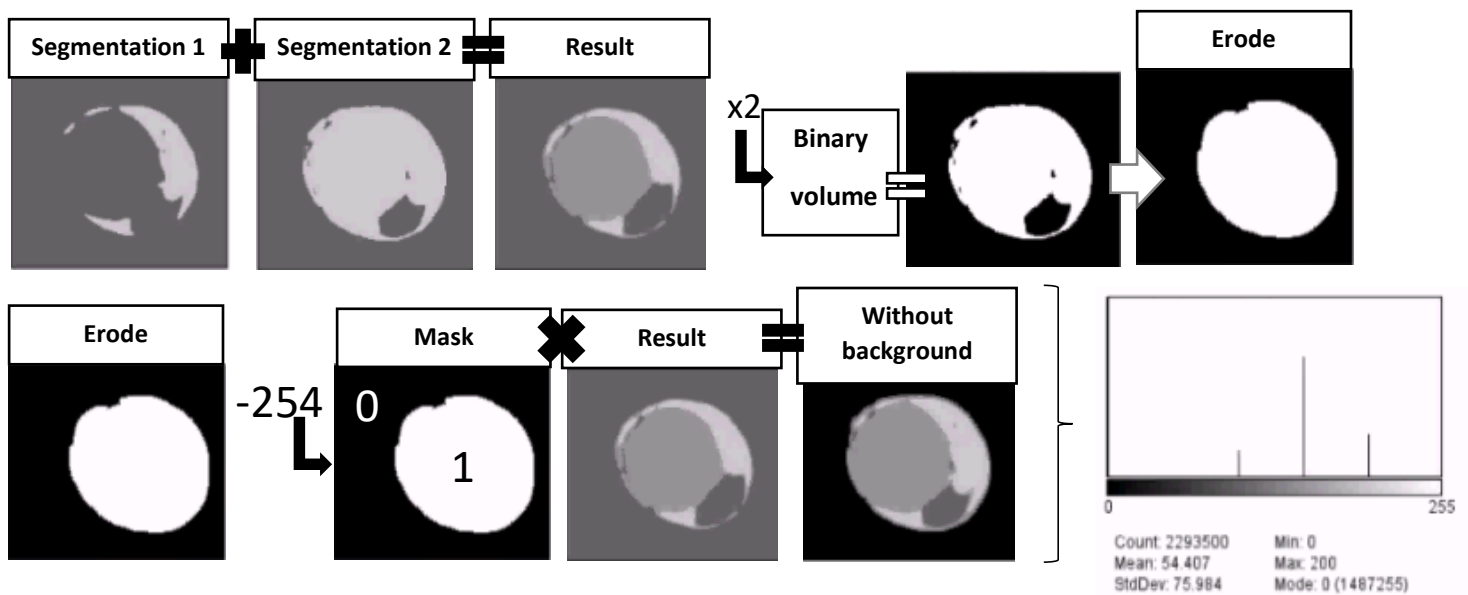 Segmentation 1
Segmentation 2
Result
x2
Binary
volume
Erode
Erode
-254
Mask
0
1
Result
Without
background
0
255
Count: 2293500
Min: 0
Mean: 54.407
Max: 200
StdDev: 75.984
Mode: 0 (1487255)